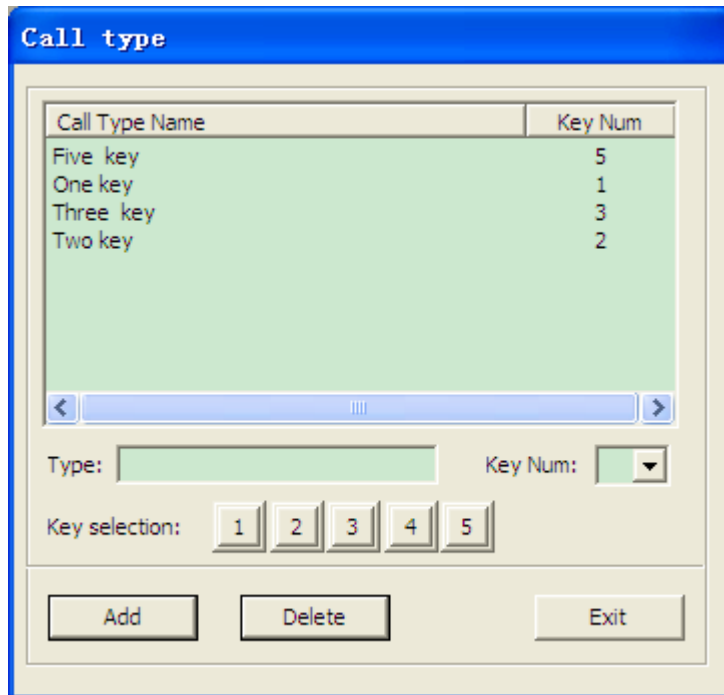 Call type
Call Type Name Key Num
Five key 5
One key 1
Three key 3
Two key 2
Type: Key Num:
Key selection: 1 2 3 4 5
Add Delete Exit